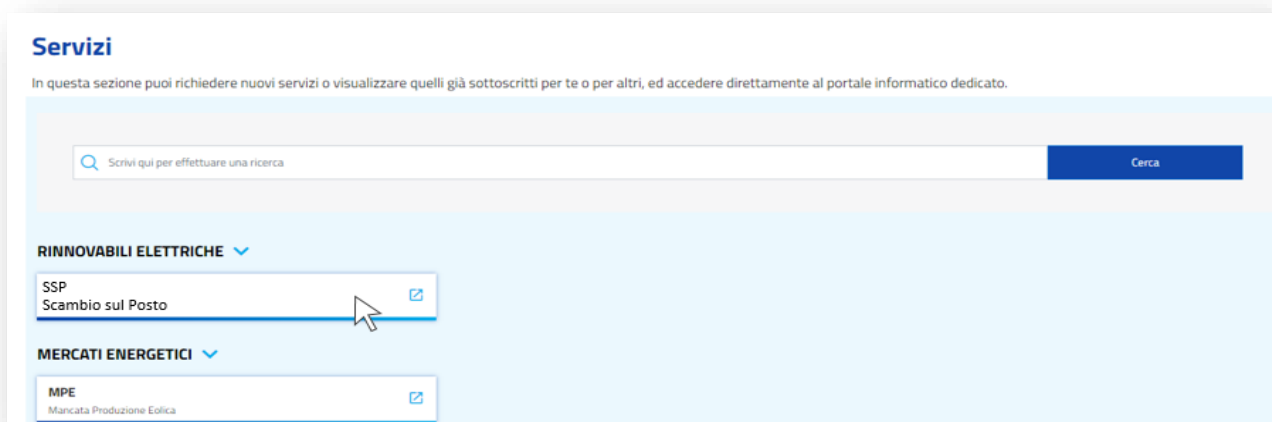 Servizi
In questa sezione puoi richiedere nuovi servizi o visualizzare quelli già sottoscritti per te o per altri, ed accedere direttamente al portale informatico dedicato.
Scrivi qui per effettuare una ricerca
Cerca
RINNOVABILI ELETTRICHE
SSP
Scambio sul Posto
MERCATI ENERGETICI
MPE
Mancata Produzione Eolica